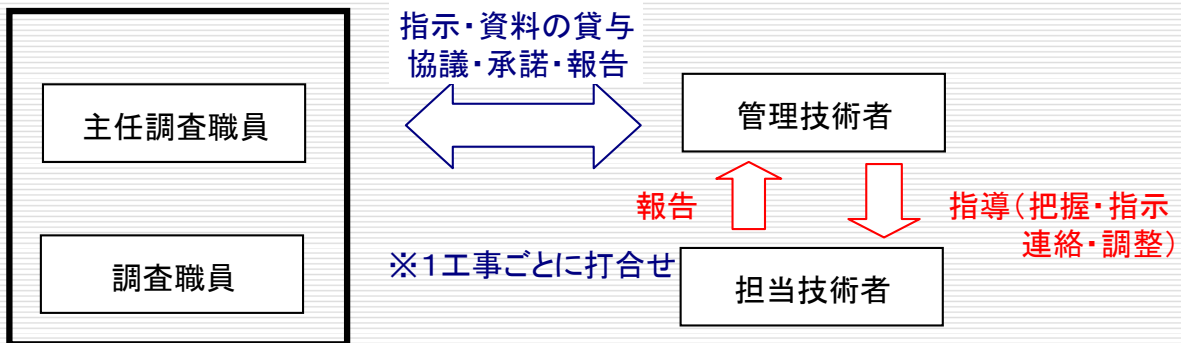 指示・資料の貸与
協議・承諾・報告
主任調査職員
管理技術者
報告
指導(把握・指示
連絡・調整)
調査職員
※1工事ごとに打合せ
担当技術者